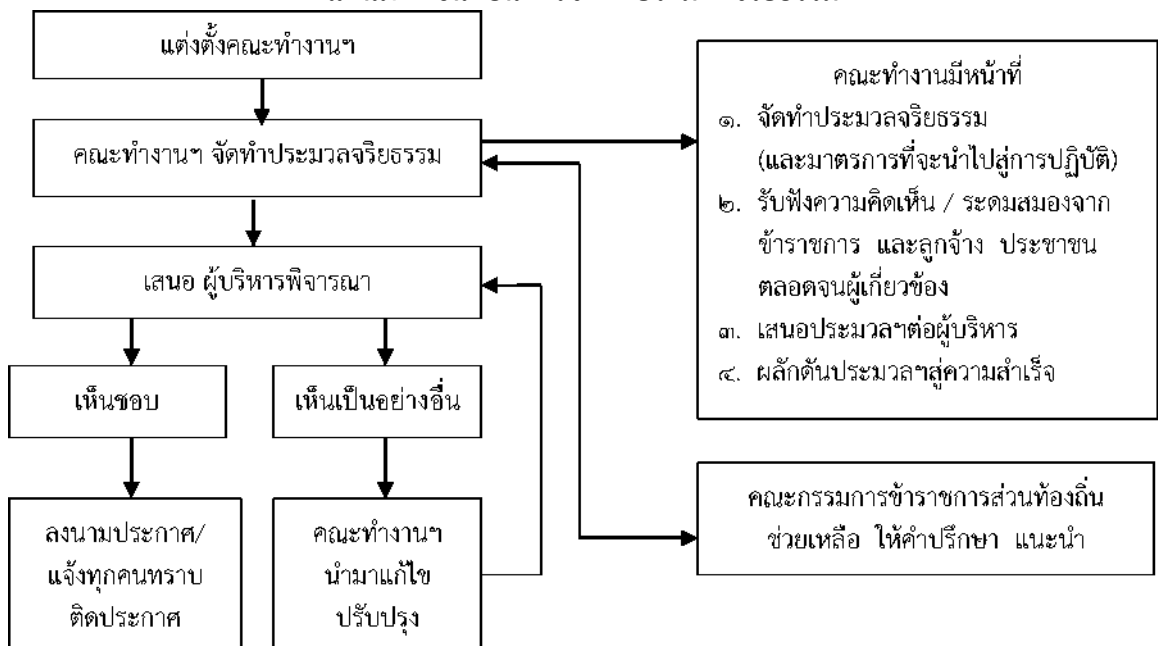 แต่งตั้งคณะทำงานฯ
คณะทำงานฯ จัดทำประมวลจริยธรรม
เสนอ ผู้บริหารพิจารณา
เห็นชอบ
เห็นเป็นอย่างอื่น
ลงนามประกาศ/
แจ้งทุกคนทราบ
ติดประกาศ
คณะทำงานฯ
นำมาแก้ไข
ปรับปรุง
คณะทำงานมีหน้าที่
๑. จัดทำประมวลจริยธรรม
(และมาตรการที่จะนำไปสู่การปฏิบัติ)
๒. รับฟังความคิดเห็น / ระดมสมองจาก
ข้าราชการ และลูกจ้าง ประชาชน
ตลอดจนผู้เกี่ยวข้อง
๓. เสนอประมวลฯต่อผู้บริหาร
๔. ผลักดันประมวลฯสู่ความสำเร็จ
คณะกรรมการข้าราชการส่วนท้องถิ่น
ช่วยเหลือ ให้คำปรึกษา แนะนำ